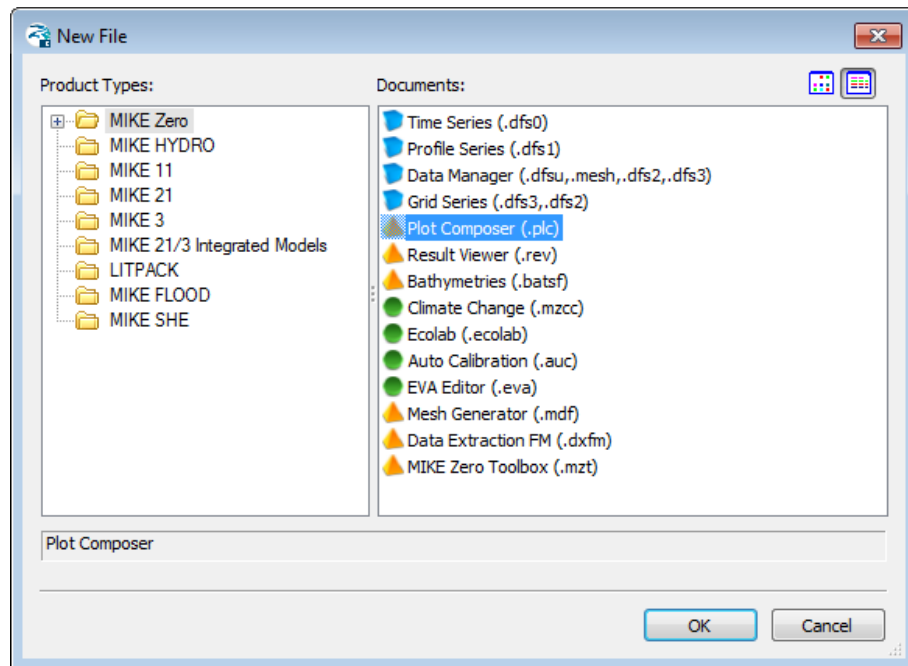 New File
Product Types:
MIKE Zero
MIKE HYDRO
MIKE 11
MIKE 21
MIKE 3
MIKE 21/3 Integrated Models
LITPACK
MIKE FLOOD
MIKE SHE
Documents:
Time Series (.dfs0)
Profile Series (.dfs1)
Data Manager (.dfsu,.mesh,.dfs2,.dfs3)
Grid Series (.dfs3,.dfs2)
Plot Composer (.plc)
Result Viewer (.rev)
Bathymetries (.batsf)
Climate Change (.mzcc)
Ecolab (.ecolab)
Auto Calibration (.auc)
EVA Editor (.eva)
Mesh Generator (.mdf)
Data Extraction FM (.dxfm)
MIKE Zero Toolbox (.mzt)
Plot Composer
OK
Cancel